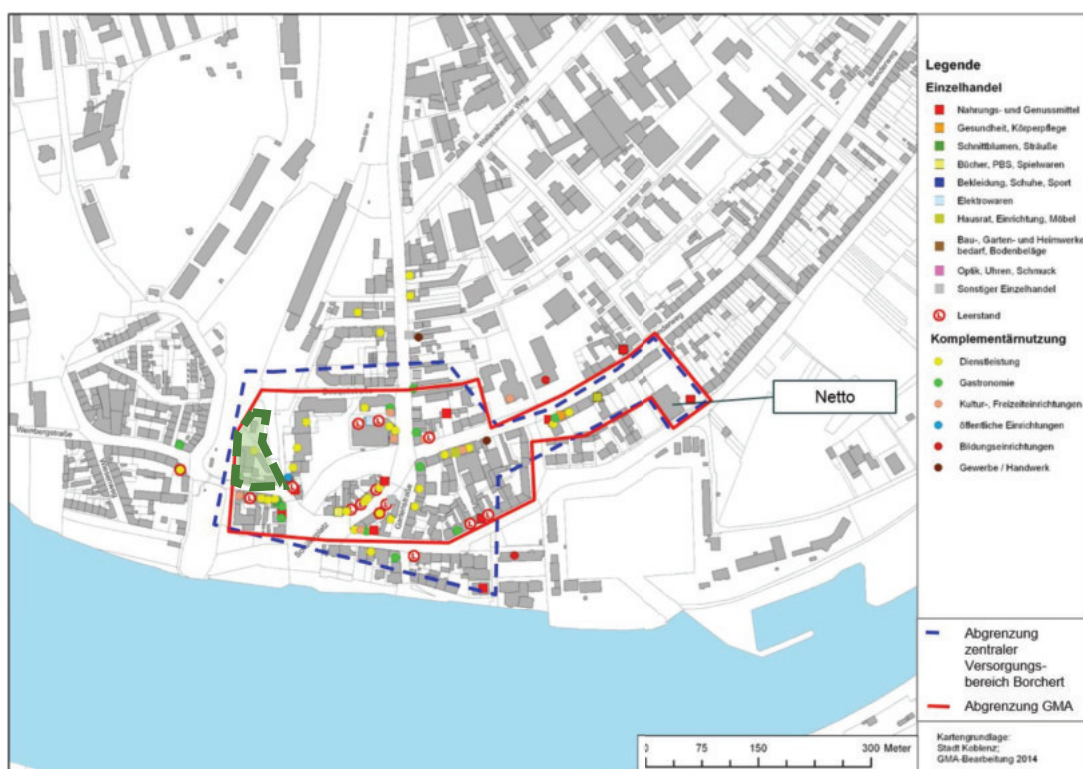 Legende
Einzelhandel
Nahrungs- und Genussmittel
Gesundheit, Körperpflege
Schnittblumen, Sträuße
Bücher, PBS, Spielwaren
Bekleidung, Schuhe, Sport
Elektrowaren
Hausrat, Einrichtung, Möbel
Bau-, Garten- und Heimwerke
bedarf, Bodenbeläge
Optik, Uhren, Schmuck
Sonstiger Einzelhandel
L Leerstand
Komplementärnutzung
Dienstleistung
Gastronomie
Kultur-, Freizeiteinrichtungen
öffentliche Einrichtungen
Bildungseinrichtungen
Gewerbe / Handwerk
Abgrenzung
zentraler
Versorgungs-
bereich Borchert
Abgrenzung GMA
Kartengrundlage:
Stadt Koblenz;
GMA-Bearbeitung 2014
Netto
Weinbergstraße
0 75 150 300 Meter